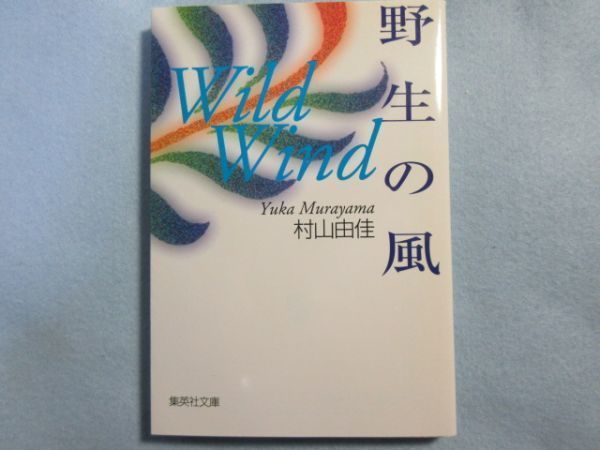 野生の風
Wild
Wind
Yuka Murayama
村山由佳
集英社文庫